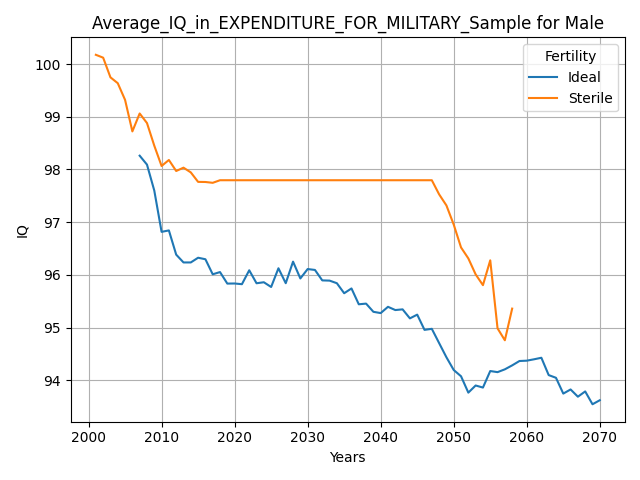 Average_IQ_in_EXPENDITURE_FOR_MILITARY_Sample for Male
Fertility
Ideal
Sterile
100
99
98
97
96
95
94
IQ
2000 2010 2020 2030 2040 2050 2060 2070
Years